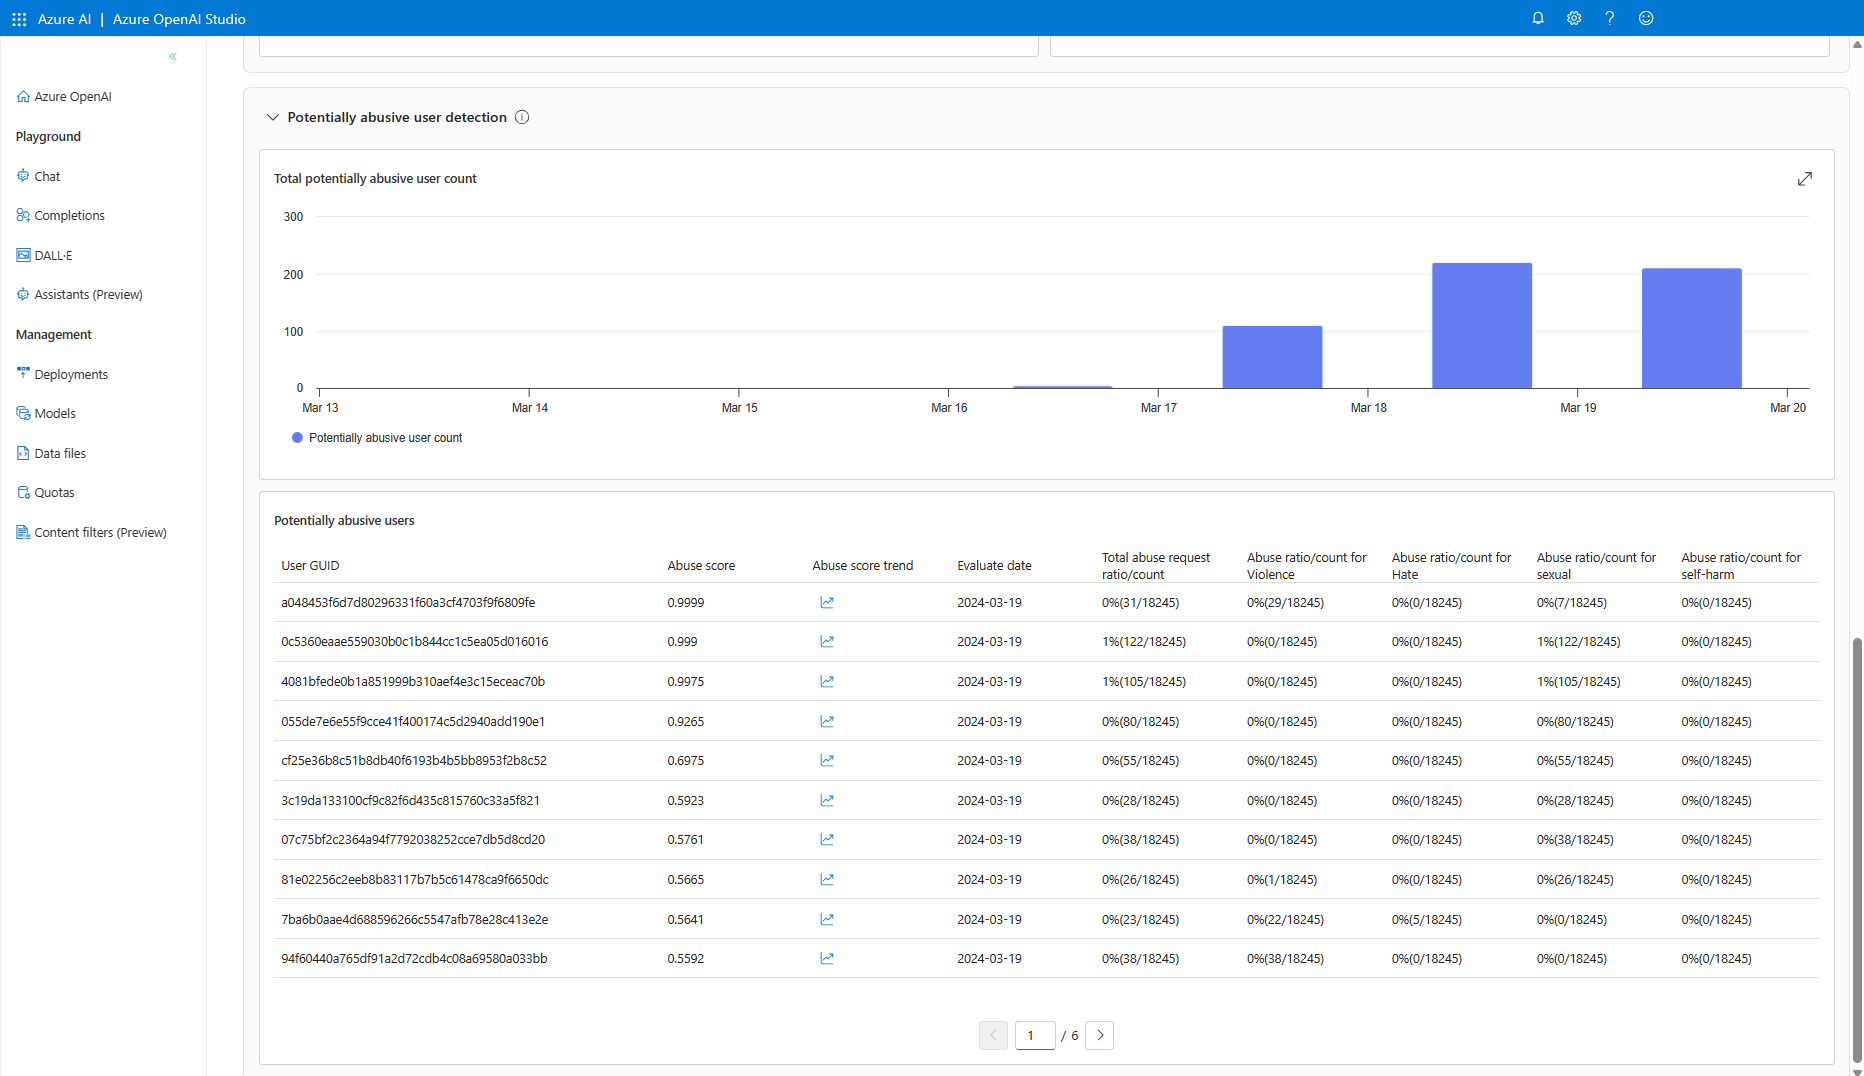 Azure AI | Azure OpenAI Studio
Azure OpenAI
Playground
Chat
Completions
DALL·E
Assistants (Preview)
Management
Deployments
Models
Data files
Quotas
Content filters (Preview)
Potentially abusive user detection
Total potentially abusive user count
300
200
100
0
Mar 13 Mar 14 Mar 15 Mar 16 Mar 17 Mar 18 Mar 19 Mar 20
Potentially abusive user count
Potentially abusive users
User GUID Abuse score Abuse score trend Evaluate date Total abuse request ratio/count Abuse ratio/count for Violence Abuse ratio/count for Hate Abuse ratio/count for sexual Abuse ratio/count for self-harm
a048453f6d7d80296331f60a3cf4703f9f6809fe 0.9999 2024-03-19 0%(31/18245) 0%(29/18245) 0%(0/18245) 0%(7/18245) 0%(0/18245)
0c5360eaae559030b0c1b844cc1c5ea05d016016 0.999 2024-03-19 1%(122/18245) 0%(0/18245) 0%(0/18245) 1%(122/18245) 0%(0/18245)
4081bfede0b1a851999b310aef4e3c15eceac70b 0.9975 2024-03-19 1%(105/18245) 0%(0/18245) 0%(0/18245) 1%(105/18245) 0%(0/18245)
055de7e6e55f9cce41f400174c5d2940add190e1 0.9265 2024-03-19 0%(80/18245) 0%(0/18245) 0%(0/18245) 0%(80/18245) 0%(0/18245)
cf25e36b8c51b8db40f6193b4b5bb8953f2b8c52 0.6975 2024-03-19 0%(55/18245) 0%(0/18245) 0%(0/18245) 0%(55/18245) 0%(0/18245)
3c19da133100cf9c82f6d435c815760c33a5f821 0.5923 2024-03-19 0%(28/18245) 0%(0/18245) 0%(0/18245) 0%(28/18245) 0%(0/18245)
07c75bf2c2364a94f7792038252cce7db5d8cd20 0.5761 2024-03-19 0%(38/18245) 0%(0/18245) 0%(0/18245) 0%(38/18245) 0%(0/18245)
81e02256c2eeb8b83117b7b5c61478ca9f6650dc 0.5665 2024-03-19 0%(26/18245) 0%(1/18245) 0%(0/18245) 0%(26/18245) 0%(0/18245)
7ba6b0aae4d688596266c5547afb78e28c413e2e 0.5641 2024-03-19 0%(23/18245) 0%(22/18245) 0%(5/18245) 0%(0/18245) 0%(0/18245)
94f60440a765df91a2d72cdb4c08a69580a033bb 0.5592 2024-03-19 0%(38/18245) 0%(38/18245) 0%(0/18245) 0%(0/18245) 0%(0/18245)
1 / 6